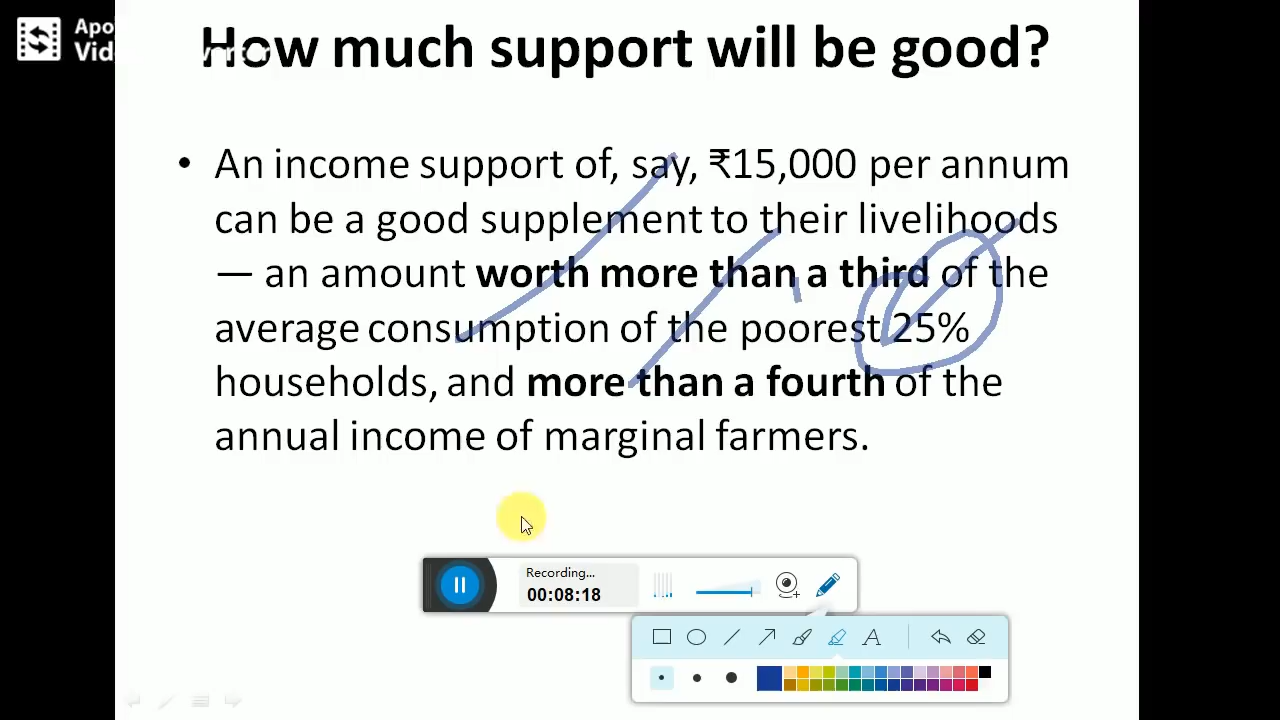 How much support will be good?
• An income support of, say, ₹15,000 per annum
can be a good supplement to their livelihoods
— an amount worth more than a third of the
average consumption of the poorest 25%
households, and more than a fourth of the
annual income of marginal farmers.
Recording...
00:08:18
A